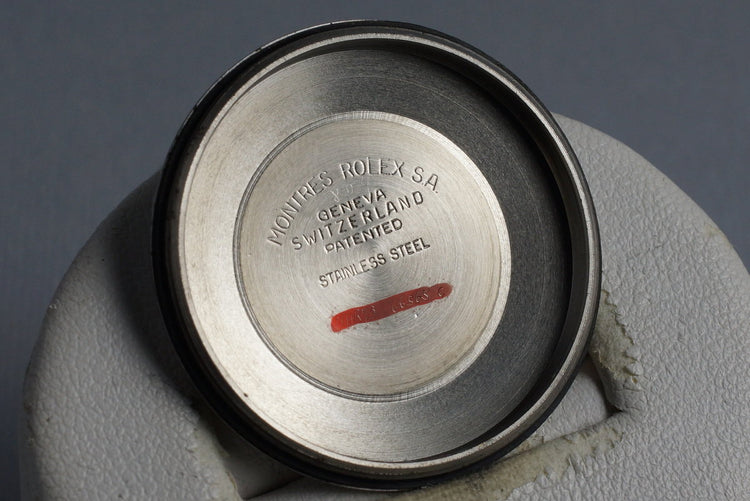 MONTRES ROLEX S.A.
GENEVA
SWITZERLAND
PATENTED
STAINLESS STEEL